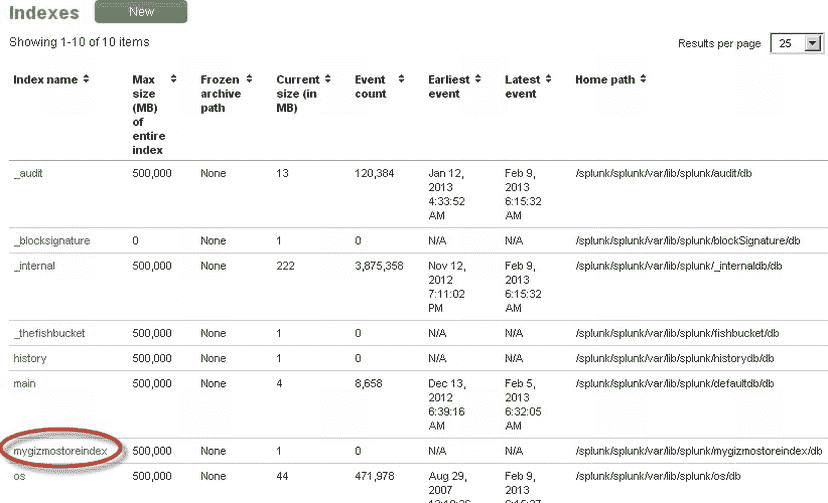 Indexes New
Showing 1-10 of 10 items
Results per page 25
Index name Max Frozen Current Event Earliest Latest Home path
size archive size (in count event event
(MB) path MB)
of
entire
index
_audit 500,000 None 13 120,384 Jan 12, Feb 9, /splunk/splunk/var/lib/splunk/audit/db
2013 2013
4:33:52 6:15:32
AM AM
_blocksignature 0 None 1 0 N/A N/A /splunk/splunk/var/lib/splunk/blockSignature/db
_internal 500,000 None 222 3,875,358 Nov 12, Feb 9, /splunk/splunk/var/lib/splunk/_internaldb/db
2012 2013
7:11:02 6:15:32
PM AM
_thefishbucket 500,000 None 1 0 N/A N/A /splunk/splunk/var/lib/splunk/fishbucket/db
history 500,000 None 1 0 N/A N/A /splunk/splunk/var/lib/splunk/historydb/db
main 500,000 None 4 8,658 Dec 13, Feb 5, /splunk/splunk/var/lib/splunk/defaultdb/db
2012 2013
6:39:16 6:32:05
AM AM
mygizmostoreindex 500,000 None 1 0 N/A N/A /splunk/splunk/var/lib/splunk/mygizmostoreindex/db
os 500,000 None 44 471,978 Aug 29, Feb 9, /splunk/splunk/var/lib/splunk/os/db
2007 2013